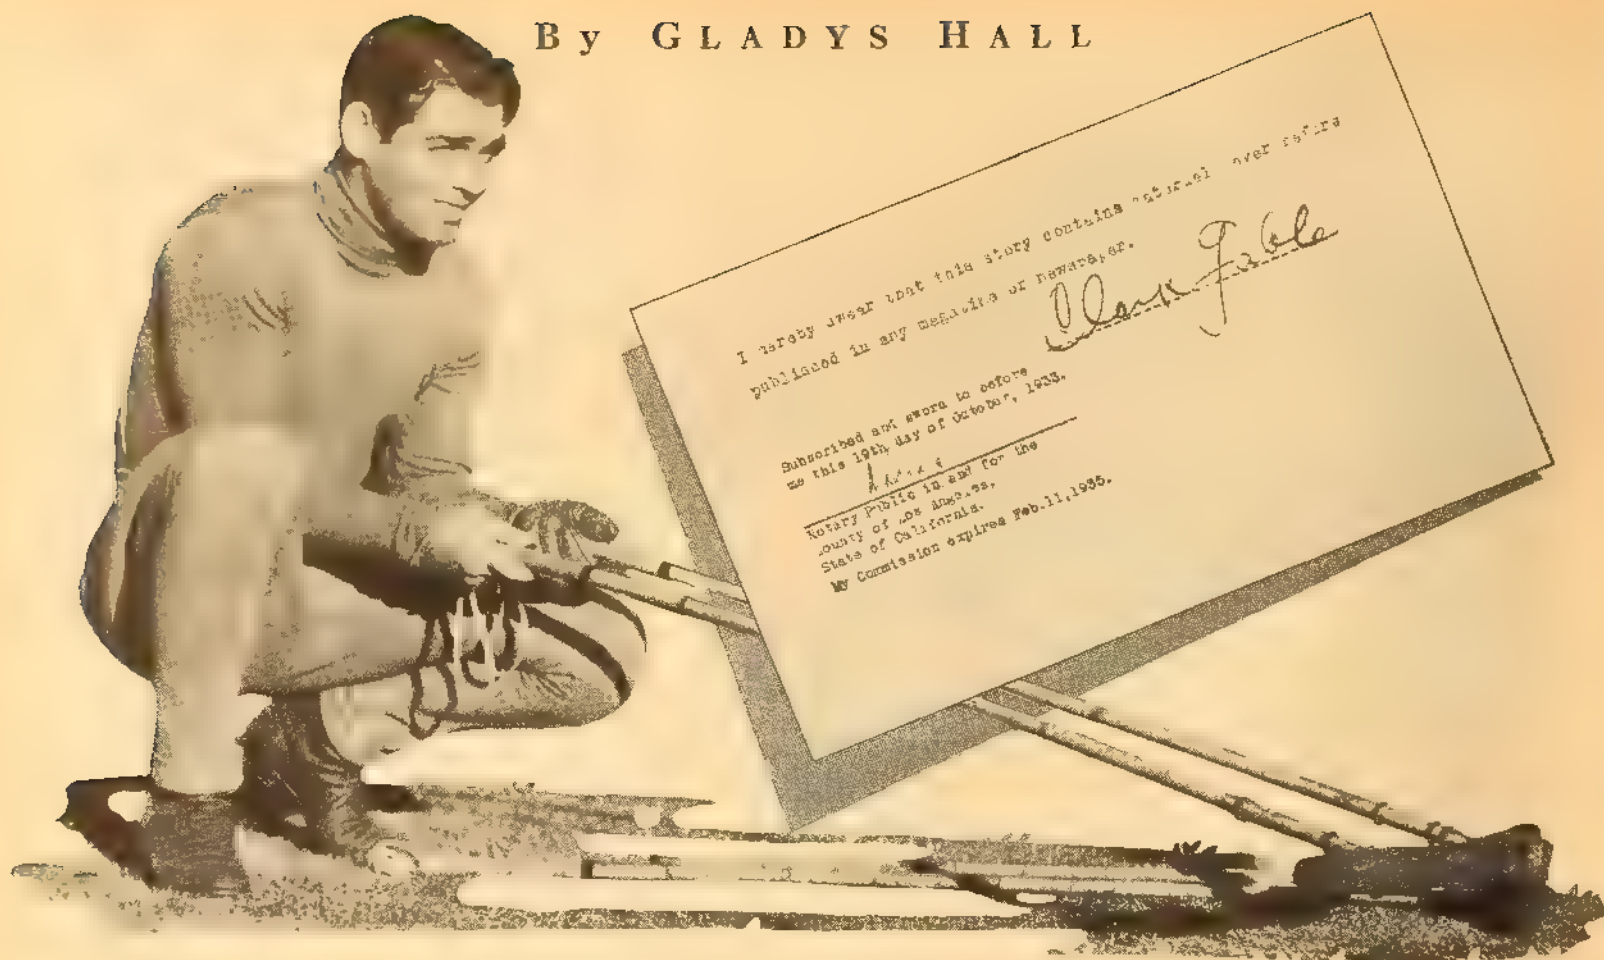 By GLADYS HALL
I hereby swear that this story contains material never before
published in any magazine or newspaper.
Clark Gable
Subscribed and sworn to before
me this 19th day of October, 1933.
Notary Public in and for the
County of Los Angeles,
State of California.
My Commission expires Feb.11,1935.